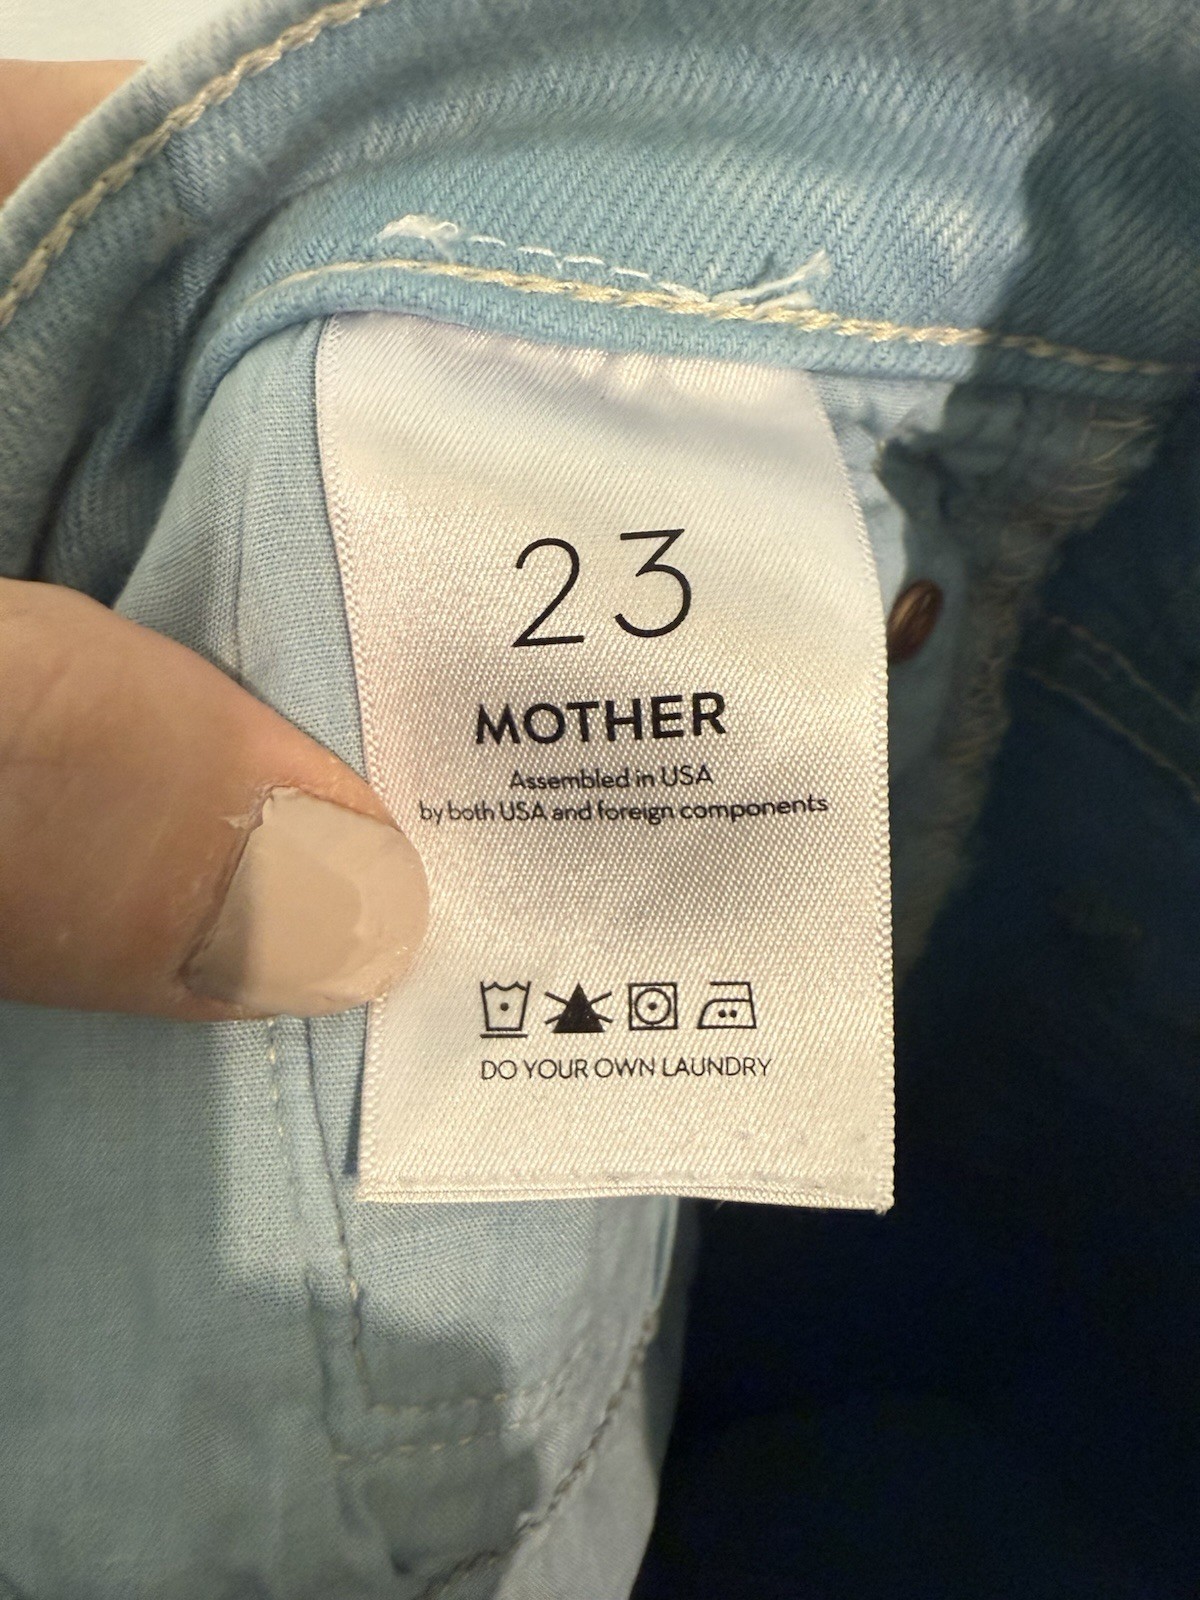 23
MOTHER
Assembled in USA
by both USA and foreign components
DO YOUR OWN LAUNDRY